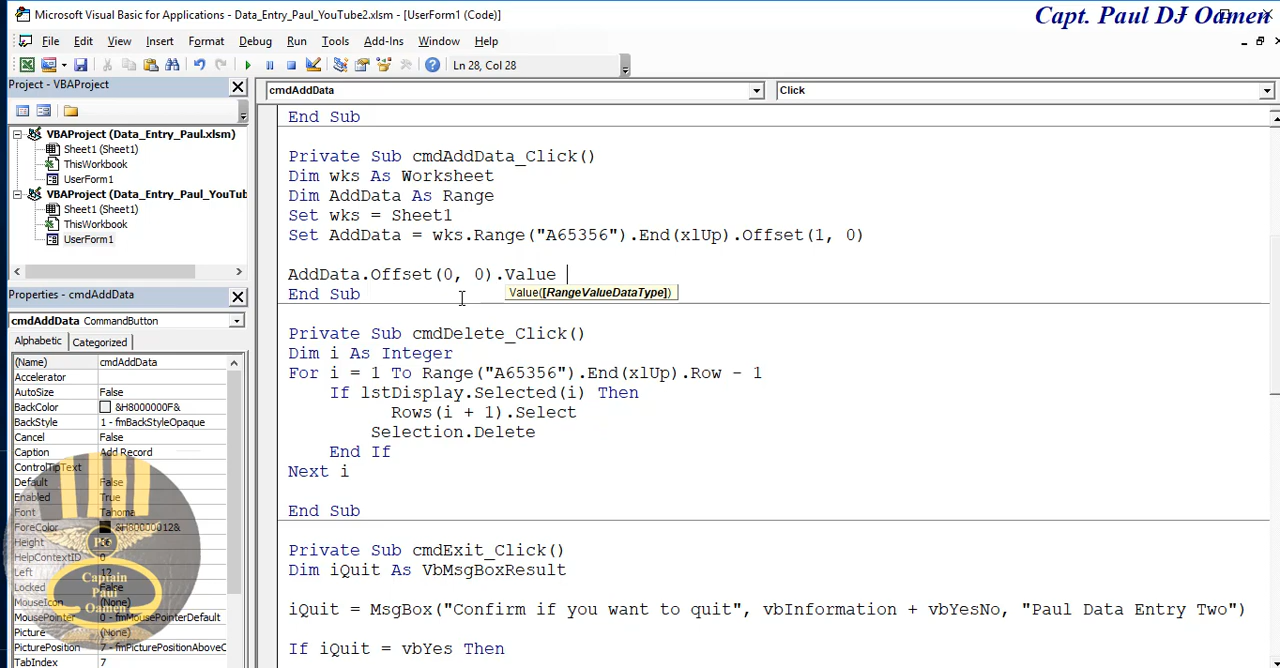 Microsoft Visual Basic for Applications - Data_Entry_Paul_YouTube2.xlsm - [UserForm1 (Code)]
Capt. Paul DJ Oamen
File Edit View Insert Format Debug Run Tools Add-Ins Window Help
Ln 28, Col 28
Project - VBAProject
cmdAddData
Click
VBAProject (Data_Entry_Paul.xlsm)
Sheet1 (Sheet1)
ThisWorkbook
UserForm1
VBAProject (Data_Entry_Paul_YouTub
Sheet1 (Sheet1)
ThisWorkbook
UserForm1
Properties - cmdAddData
cmdAddData CommandButton
Alphabetic Categorized
(Name) cmdAddData
Accelerator
AutoSize False
BackColor &H8000000F&
BackStyle 1 - fmBackStyleOpaque
Cancel False
Caption Add Record
ControlTipText
Default False
Enabled True
Font Tahoma
ForeColor &H80000012&
Height
HelpContextID 0
Left 12
Locked False
MouseIcon (None)
MousePointer 0 - fmMousePointerDefault
Picture (None)
PicturePosition 7 - fmPicturePositionAboveC
TabIndex 7
Captain
Paul
Oamen
End Sub
Private Sub cmdAddData_Click()
Dim wks As Worksheet
Dim AddData As Range
Set wks = Sheet1
Set AddData = wks.Range("A65356").End(xlUp).Offset(1, 0)
AddData.Offset(0, 0).Value
Value([RangeValueDataType])
End Sub
Private Sub cmdDelete_Click()
Dim i As Integer
For i = 1 To Range("A65356").End(xlUp).Row - 1
If lstDisplay.Selected(i) Then
Rows(i + 1).Select
Selection.Delete
End If
Next i
End Sub
Private Sub cmdExit_Click()
Dim iQuit As VbMsgBoxResult
iQuit = MsgBox("Confirm if you want to quit", vbInformation + vbYesNo, "Paul Data Entry Two")
If iQuit = vbYes Then